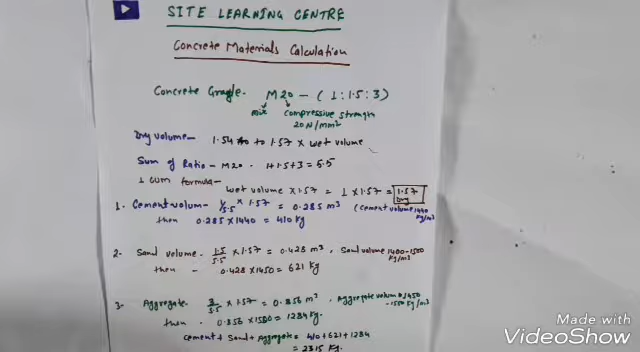 SITE LEARNING CENTRE
Concrete Materials Calculation
Concrete Grade - M20 - (1:1.5:3)
mix compressive strength
20N/mm²
Dry volume - 1.54 to 1.57 x wet volume
Sum of Ratio - M20 - 1+1.5+3 = 5.5
1 cum formula -
wet volume x 1.57 = 1 x 1.57 = 1.57
Dry
1- Cement volum - 1/5.5 x 1.57 = 0.285 m³ (cement volume 1440 kg/m3
then 0.285 x 1440 = 410 kg
2- Sand volume - 1.5/5.5 x 1.57 = 0.428 m³, Sand volume 1400-1500 kg/m3
then - 0.428 x 1450 = 621 kg
3- Aggregate - 3/5.5 x 1.57 = 0.856 m³, Aggregate volum 1450 -1550 kg/m3
then - 0.856 x 1500 = 1284 kg.
cement + Sand + Aggregate = 410+621+1284
= 2315 kg.
Made with
VideoShow